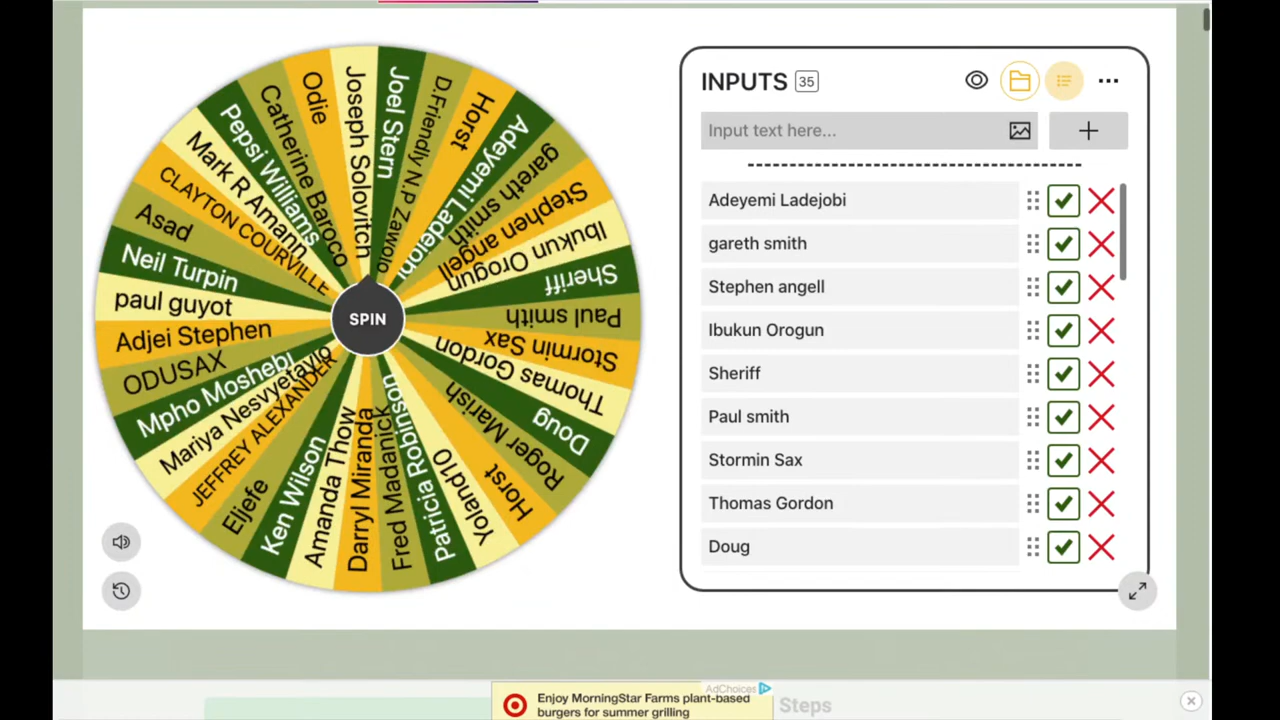 Joseph Solovitch
Joel Stern
D.Friendly N.P Zawolo
Horst
Adeyemi Ladejobi
gareth smith
Stephen angell
Ibukun Orogun
Sheriff
Paul smith
Stormin Sax
Thomas Gordon
Doug
Roger Marish
Horst
Yoland10
Patricia Robinson
Fred Madanick
Darryl Miranda
Amanda Thow
Ken Wilson
Eljefe
JEFFREY ALEXANDER
Mariya Nesvyetaylo
Mpho Moshebi
ODUSAX
Adjei Stephen
paul guyot
Neil Turpin
Asad
CLAYTON COURVILLE
Mark R Amann
Pepsi Williams
Catherine Baroco
Odie
SPIN
INPUTS 35
Input text here...
Adeyemi Ladejobi
gareth smith
Stephen angell
Ibukun Orogun
Sheriff
Paul smith
Stormin Sax
Thomas Gordon
Doug
AdChoices
Enjoy MorningStar Farms plant-based
burgers for summer grilling
Steps